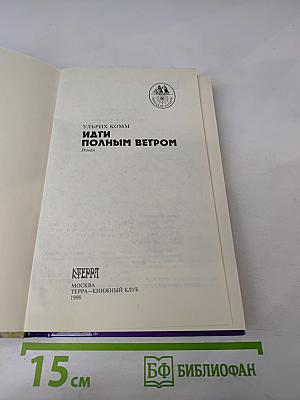 УЛЬРИХ КОММ
ИДТИ
ПОЛНЫМ ВЕТРОМ
Роман
ТЕРРА
МОСКВА
ТЕРРА—КНИЖНЫЙ КЛУБ
1998
15 см
БФ БИБЛИОФАН